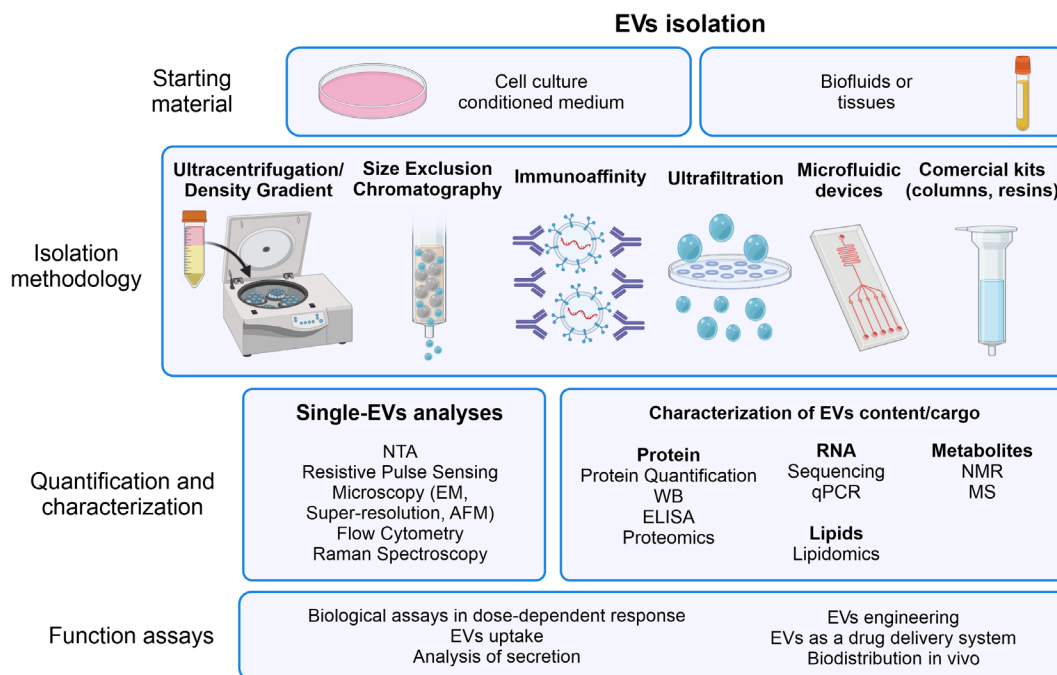 EVs isolation
Starting
material
Cell culture
conditioned medium
Biofluids or
tissues
Isolation
methodology
Ultracentrifugation/
Density Gradient
Size Exclusion
Chromatography
Immunoaffinity
Ultrafiltration
Microfluidic
devices
Comercial kits
(columns, resins)
Quantification and
characterization
Single-EVs analyses
NTA
Resistive Pulse Sensing
Microscopy (EM,
Super-resolution, AFM)
Flow Cytometry
Raman Spectroscopy
Characterization of EVs content/cargo
Protein
Protein Quantification
WB
ELISA
Proteomics
RNA
Sequencing
qPCR
Lipids
Lipidomics
Metabolites
NMR
MS
Function assays
Biological assays in dose-dependent response
EVs uptake
Analysis of secretion
EVs engineering
EVs as a drug delivery system
Biodistribution in vivo